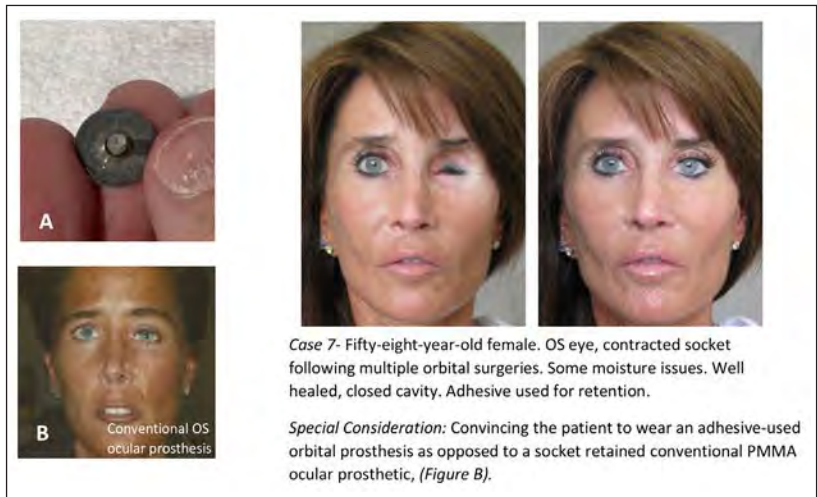 A
B
Conventional OS
ocular prosthesis
Case 7- Fifty-eight-year-old female. OS eye, contracted socket
following multiple orbital surgeries. Some moisture issues. Well
healed, closed cavity. Adhesive used for retention.
Special Consideration: Convincing the patient to wear an adhesive-used
orbital prosthesis as opposed to a socket retained conventional PMMA
ocular prosthetic, (Figure B).